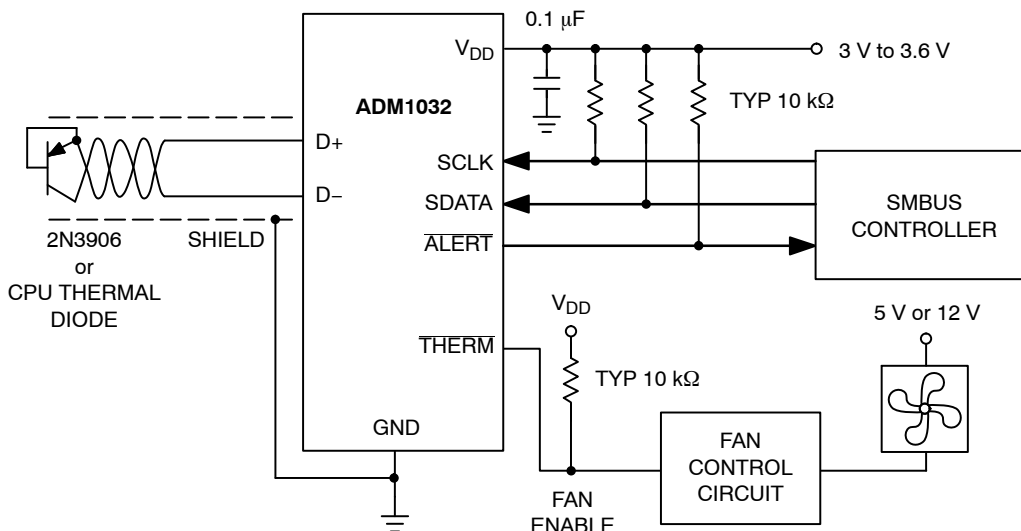 0.1 μF
V_DD
3 V to 3.6 V
ADM1032
TYP 10 kΩ
D+
SCLK
D−
SDATA
SMBUS
CONTROLLER
2N3906
or
CPU THERMAL
DIODE
SHIELD
ALERT
V_DD
5 V or 12 V
THERM
TYP 10 kΩ
GND
FAN
CONTROL
CIRCUIT
FAN
ENABLE